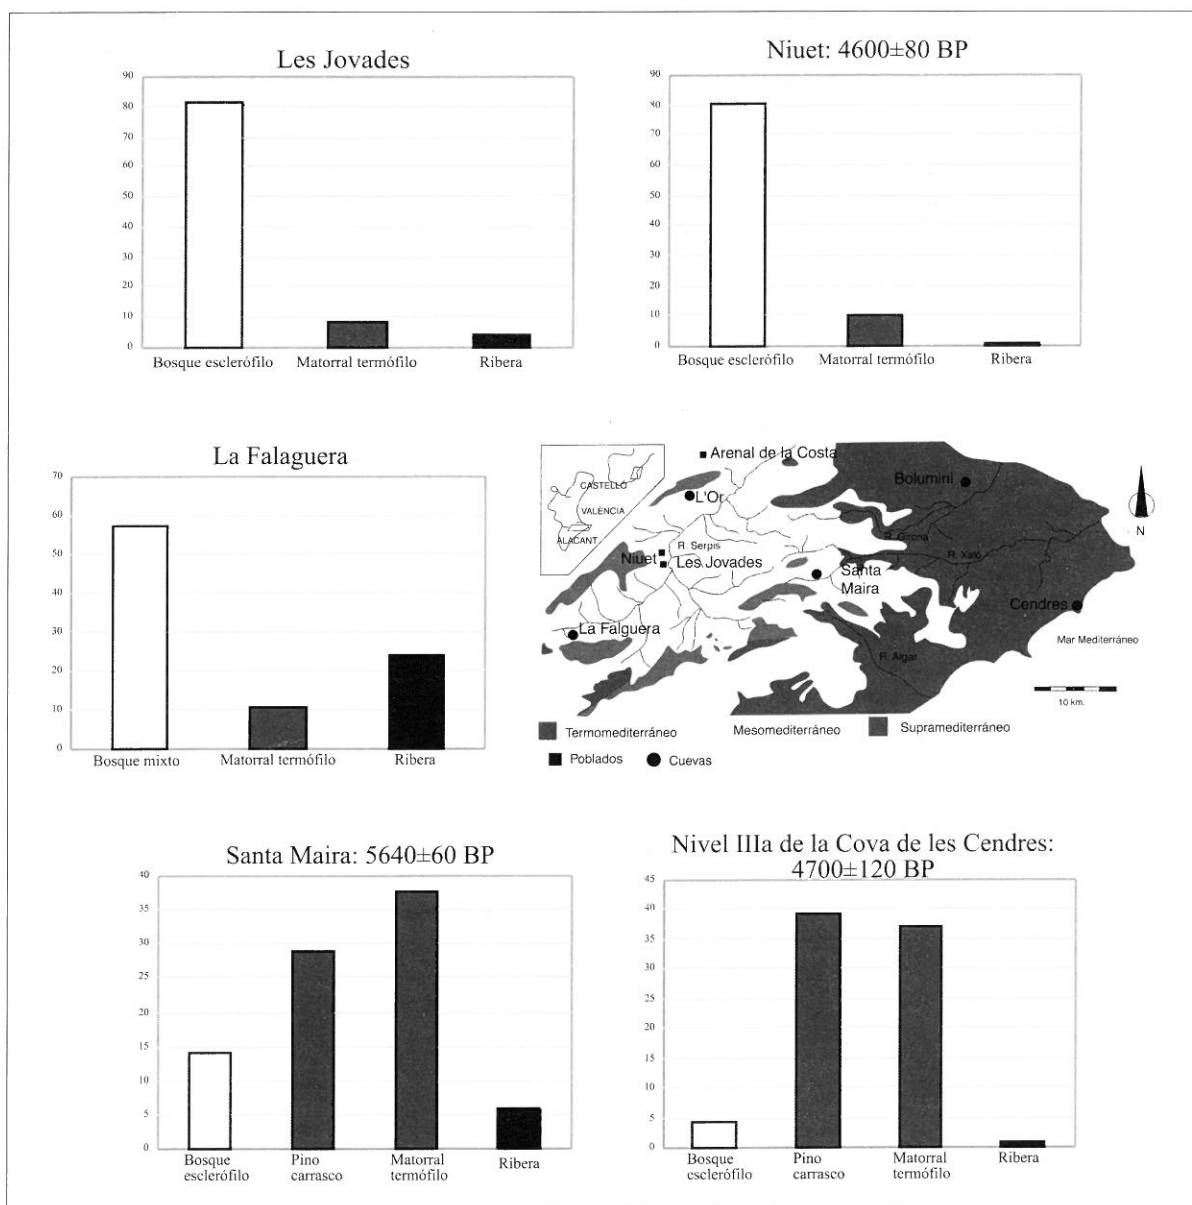 Les Jovades
90
80
70
60
50
40
30
20
10
0
Bosque esclerófilo Matorral termófilo Ribera
Niuet: 4600±80 BP
90
80
70
60
50
40
30
20
10
0
Bosque esclerófilo Matorral termófilo Ribera
La Falaguera
70
60
50
40
30
20
10
0
Bosque mixto Matorral termófilo Ribera
CASTELLÓ
VALÈNCIA
ALACANT
Arenal de la Costa
L'Or
Bolumini
N
R. Girona
R. Serpis
R. Xaló
Niuet
Les Jovades
Santa
Maira
Cendres
La Falguera
Mar Mediterráneo
R. Algar
10 km.
Termomediterráneo Mesomediterráneo Supramediterráneo
Poblados Cuevas
Santa Maira: 5640±60 BP
40
35
30
25
20
15
10
5
0
Bosque
esclerófilo
Pino
carrasco
Matorral
termófilo
Ribera
Nivel IIIa de la Cova de les Cendres:
4700±120 BP
45
40
35
30
25
20
15
10
5
0
Bosque
esclerófilo
Pino
carrasco
Matorral
termófilo
Ribera